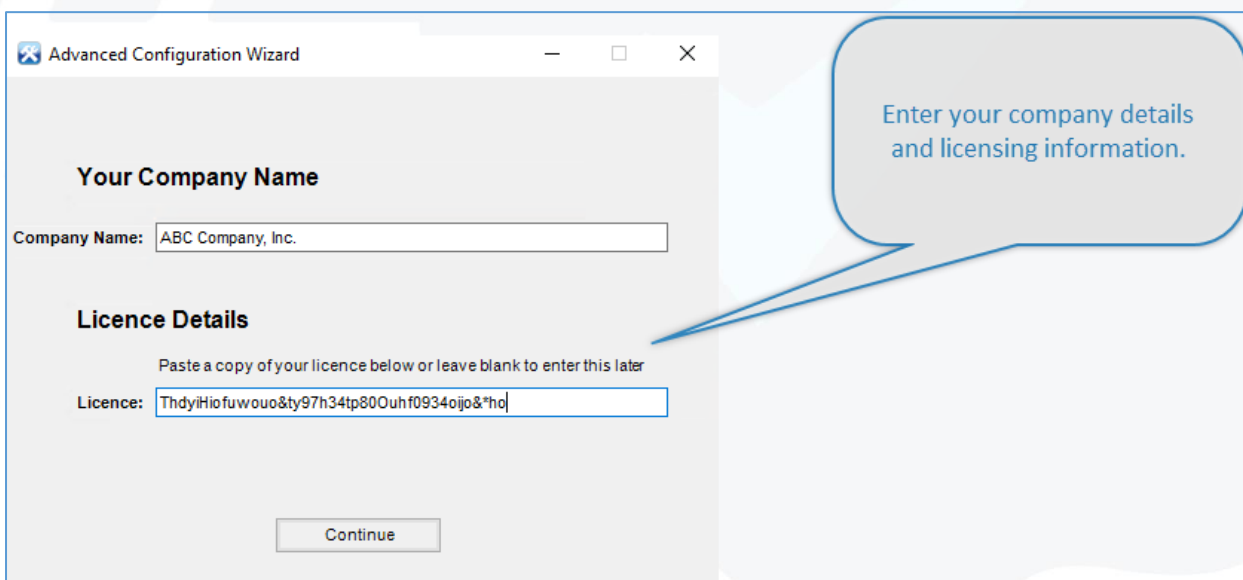 Advanced Configuration Wizard
Enter your company details
and licensing information.
Your Company Name
Company Name: ABC Company, Inc.
Licence Details
Paste a copy of your licence below or leave blank to enter this later
Licence: ThdyiHiofuwouo&ty97h34tp80Ouhf0934oijo&*ho
Continue